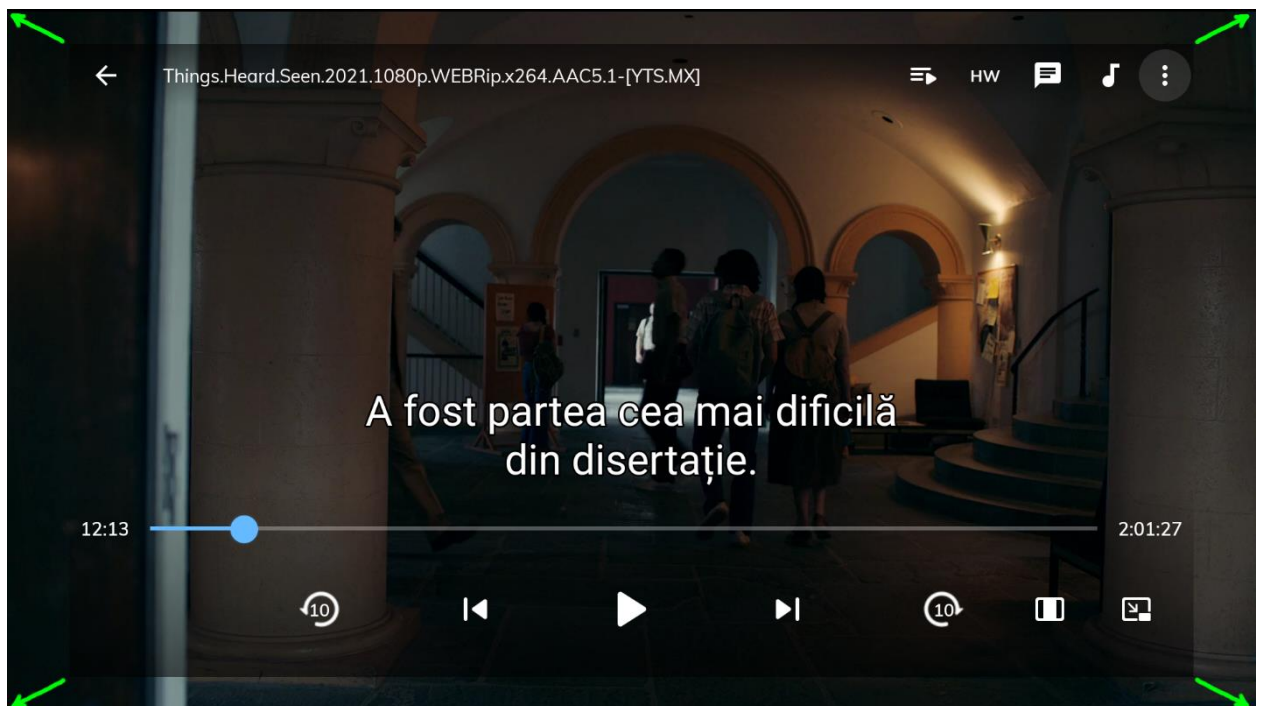 Things.Heard.Seen.2021.1080p.WEBRip.x264.AAC5.1-[YTS.MX]
HW
A fost partea cea mai dificilă
din disertație.
12:13
2:01:27
10
10